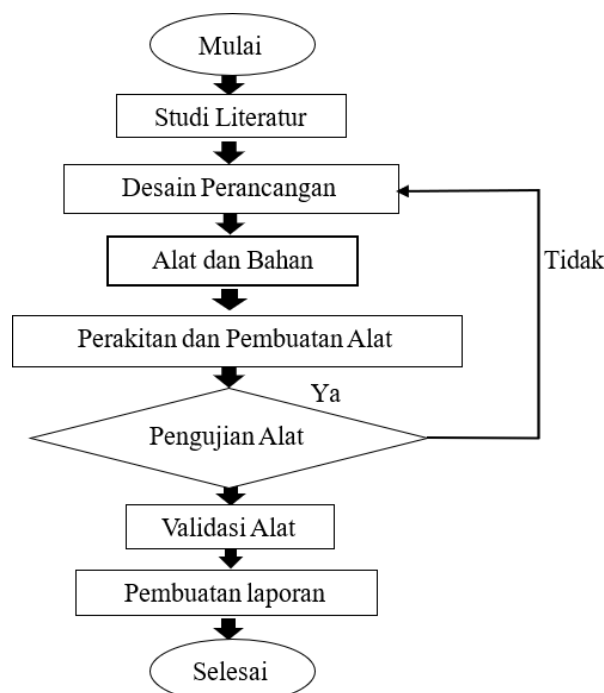 Mulai
Studi Literatur
Desain Perancangan
Alat dan Bahan
Tidak
Perakitan dan Pembuatan Alat
Ya
Pengujian Alat
Validasi Alat
Pembuatan laporan
Selesai